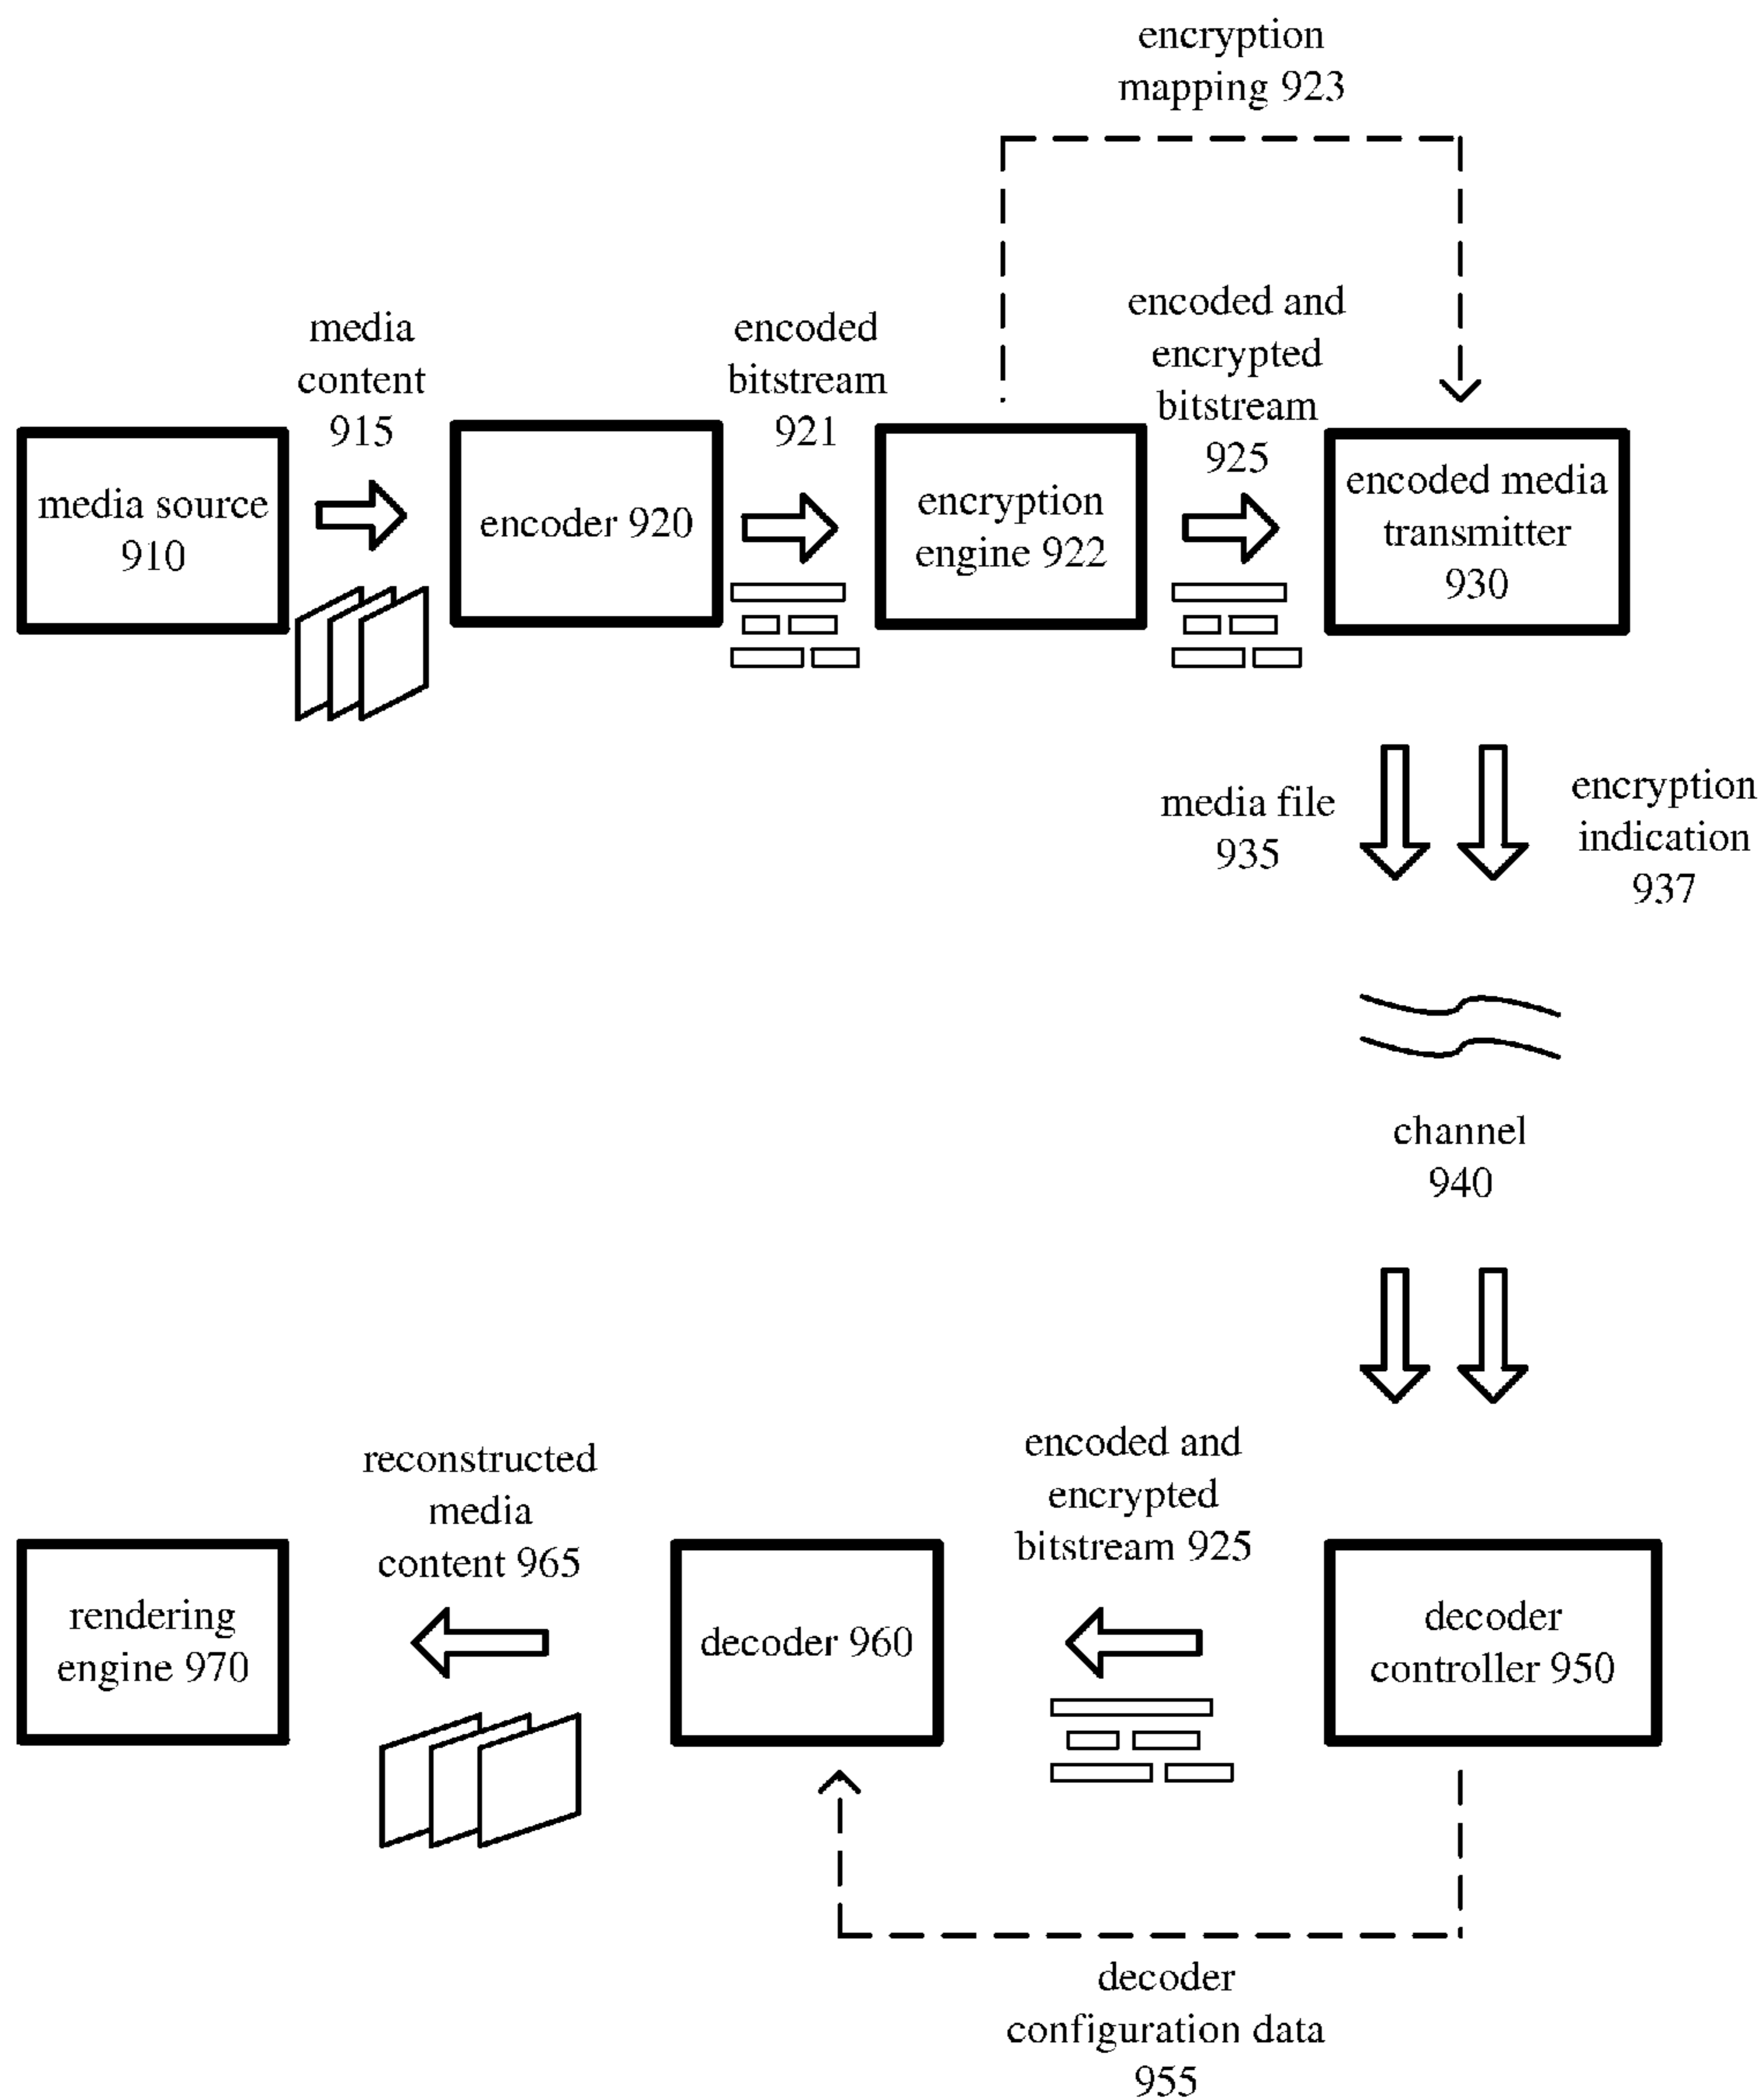 encryption
mapping 923
media
content
915
encoded
bitstream
921
encoded and
encrypted
bitstream
925
media source
910
encoder 920
encryption
engine 922
encoded media
transmitter
930
media file
935
encryption
indication
937
channel
940
reconstructed
media
content 965
encoded and
encrypted
bitstream 925
rendering
engine 970
decoder 960
decoder
controller 950
decoder
configuration data
955